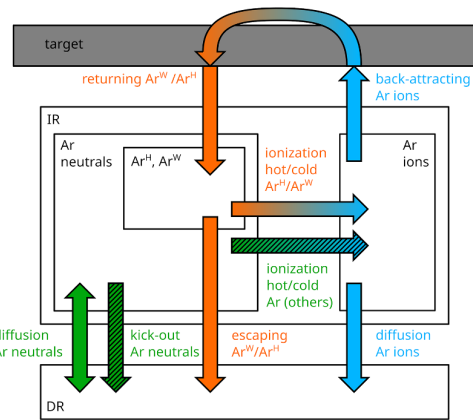 target
returning Ar^W /Ar^H
back-attracting
Ar ions
IR
Ar
neutrals
Ar^H, Ar^W
Ar
ions
ionization
hot/cold
Ar^H/Ar^W
ionization
hot/cold
Ar (others)
Ar neutrals
kick-out
Ar neutrals
escaping
Ar^W/Ar^H
diffusion
Ar ions
DR